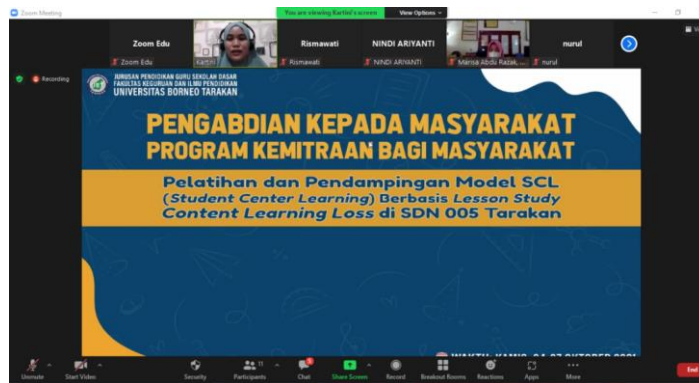 Zoom Meeting
You are viewing Kartini's screen
View Options
Zoom Edu
Rismawati
NINDI ARIYANTI
nurul
Zoom Edu
Kartini
Rismawati
NINDI ARIYANTI
Marisa Abdu Razak,
nurul
Recording
JURUSAN PENDIDIKAN GURU SEKOLAH DASAR
FAKULTAS KEGURUAN DAN ILMU PENDIDIKAN
UNIVERSITAS BORNEO TARAKAN
PENGABDIAN KEPADA MASYARAKAT
PROGRAM KEMITRAAN BAGI MASYARAKAT
Pelatihan dan Pendampingan Model SCL
(Student Center Learning) Berbasis Lesson Study
Content Learning Loss di SDN 005 Tarakan
Unmute
Start Video
Security
Participants
11
Chat
Share Screen
Record
Breakout Rooms
Reactions
Apps
More
End